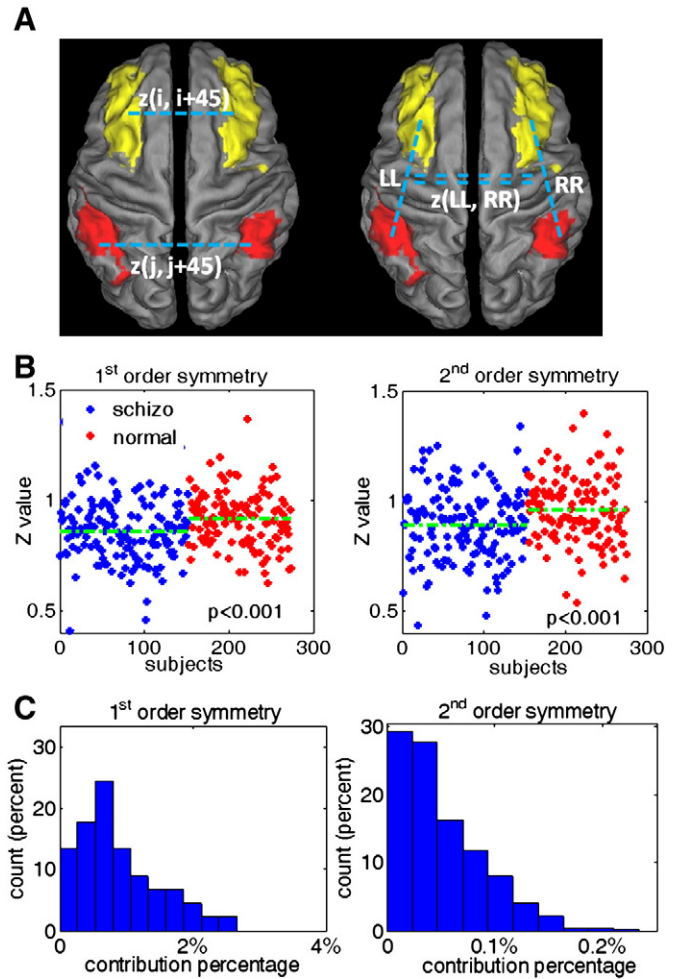 A
z(i, i+45)
LL
RR
z(LL, RR)
z(j, j+45)
B
1st order symmetry
2nd order symmetry
1.5
1
0.5
Z value
schizo
normal
p<0.001
0 100 200 300
subjects
1.5
1
0.5
Z value
p<0.001
0 100 200 300
subjects
C
1st order symmetry
2nd order symmetry
30
20
10
0
count (percent)
0 2% 4%
contribution percentage
30
20
10
0
count (percent)
0 0.1% 0.2%
contribution percentage